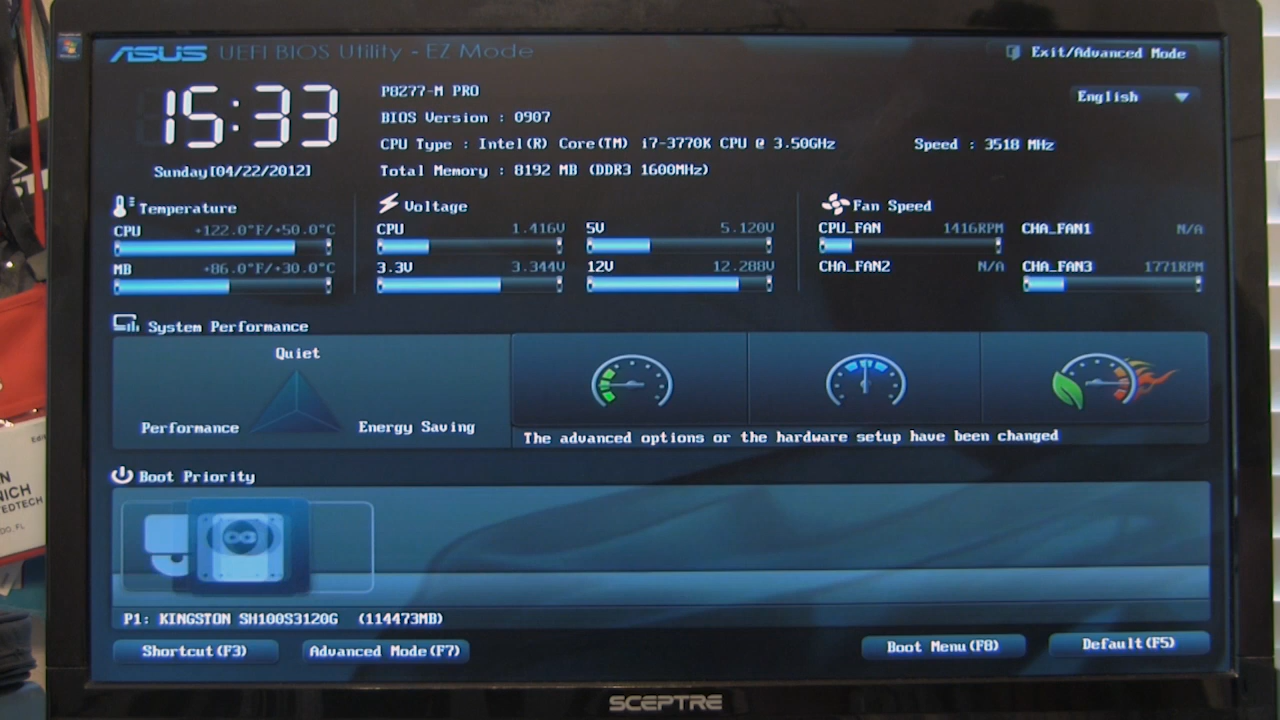 ASUS UEFI BIOS Utility - EZ Mode
Exit/Advanced Mode
15:33
Sunday[04/22/2012]
P8Z77-M PRO
English
BIOS Version : 0907
CPU Type : Intel(R) Core(TM) i7-3770K CPU @ 3.50GHz
Speed : 3518 MHz
Total Memory : 8192 MB (DDR3 1600MHz)
Temperature
CPU +122.0°F/+50.0°C
MB +86.0°F/+30.0°C
Voltage
CPU 1.416V 5V 5.120V
3.3V 3.344V 12V 12.288V
Fan Speed
CPU_FAN 1416RPM CHA_FAN1 N/A
CHA_FAN2 N/A CHA_FAN3 1771RPM
System Performance
Quiet
Performance
Energy Saving
The advanced options or the hardware setup have been changed
Boot Priority
P1: KINGSTON SH100S3120G (114473MB)
Shortcut(F3)
Advanced Mode(F7)
Boot Menu(F8)
Default(F5)
SCEPTRE